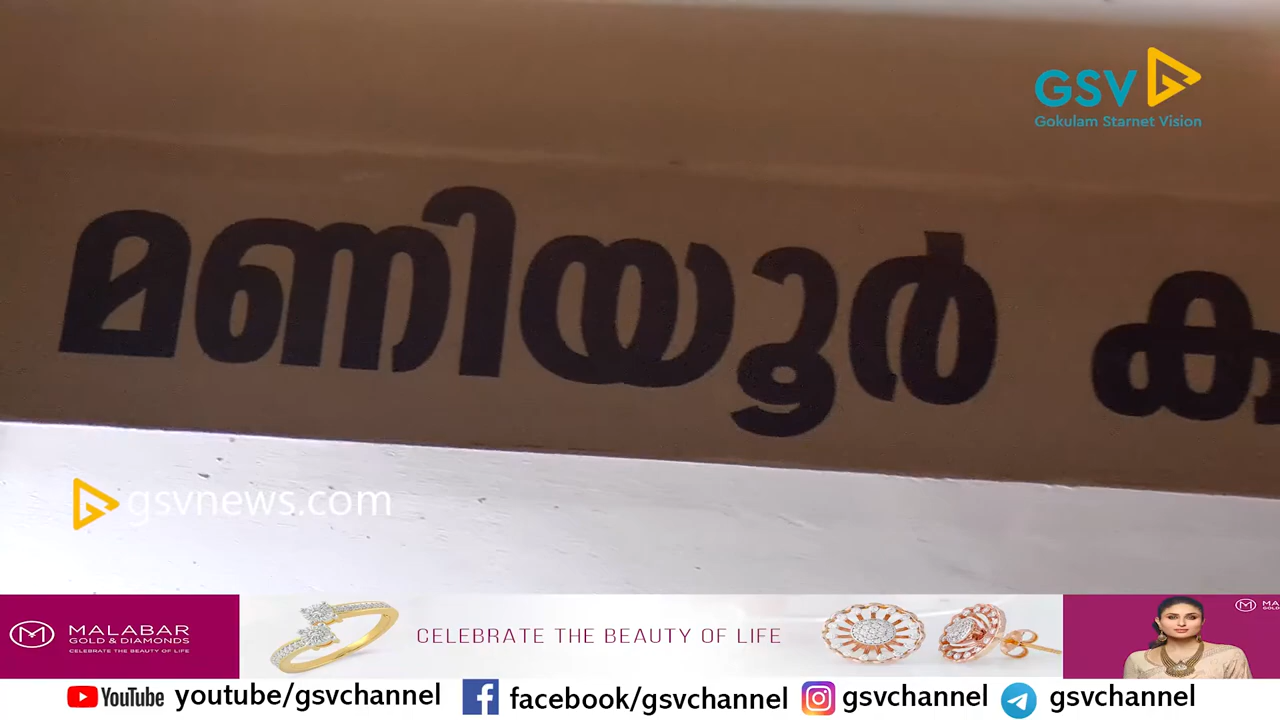 GSV
Gokulam Starnet Vision
മണിയൂർ ക
gsvnews.com
MALABAR
GOLD & DIAMONDS
CELEBRATE THE BEAUTY OF LIFE
CELEBRATE THE BEAUTY OF LIFE
YouTube youtube/gsvchannel facebook/gsvchannel gsvchannel gsvchannel